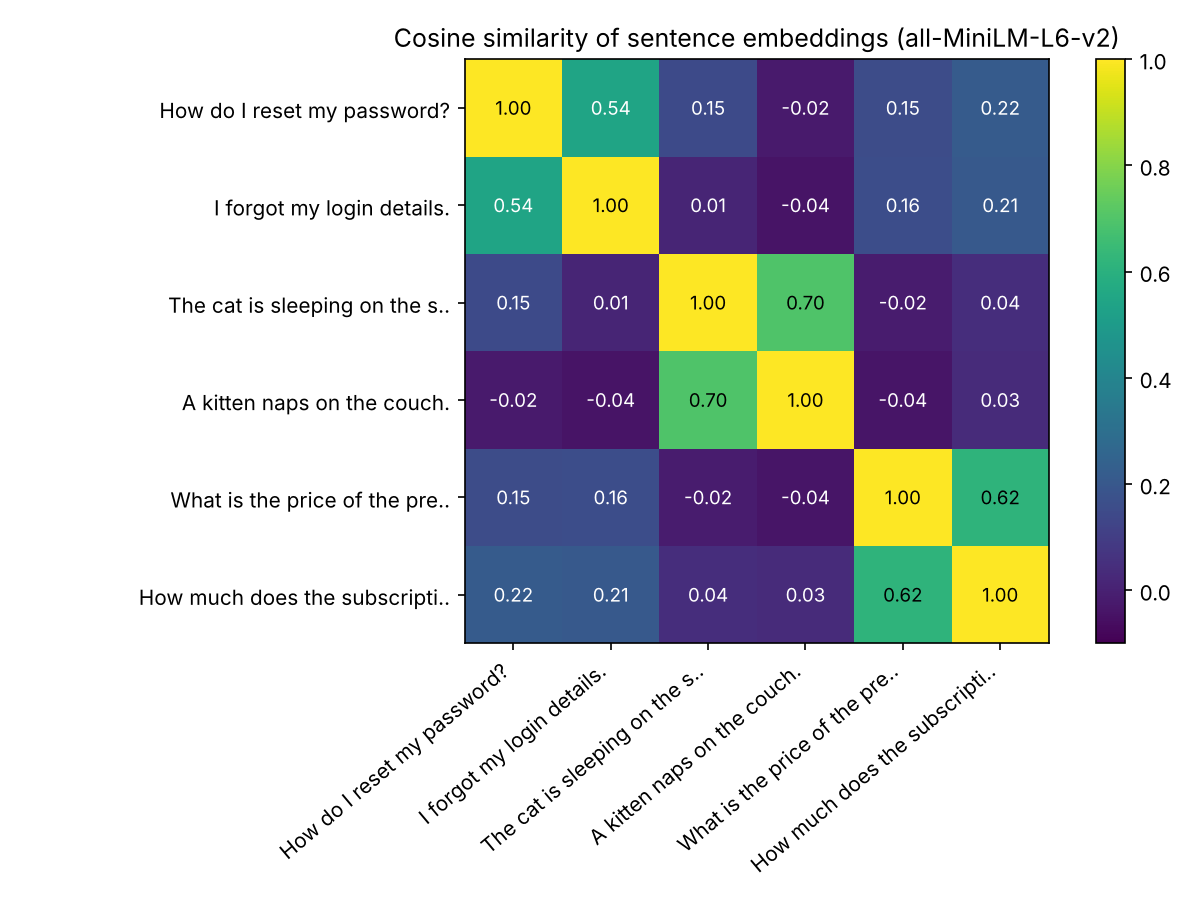 Cosine similarity of sentence embeddings (all-MiniLM-L6-v2)
How do I reset my password? 1.00 0.54 0.15 -0.02 0.15 0.22
I forgot my login details. 0.54 1.00 0.01 -0.04 0.16 0.21
The cat is sleeping on the s.. 0.15 0.01 1.00 0.70 -0.02 0.04
A kitten naps on the couch. -0.02 -0.04 0.70 1.00 -0.04 0.03
What is the price of the pre.. 0.15 0.16 -0.02 -0.04 1.00 0.62
How much does the subscripti.. 0.22 0.21 0.04 0.03 0.62 1.00
How do I reset my password?
I forgot my login details.
The cat is sleeping on the s..
A kitten naps on the couch.
What is the price of the pre..
How much does the subscripti..
1.0
0.8
0.6
0.4
0.2
0.0